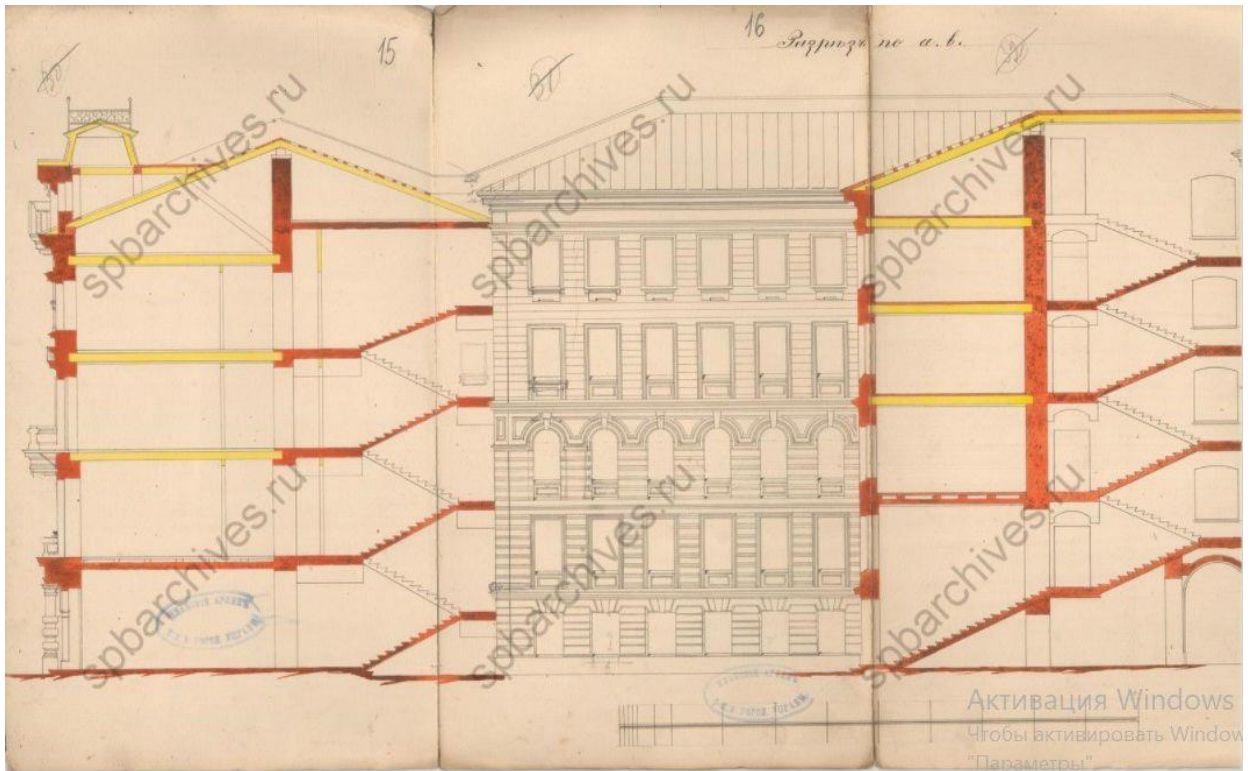 15
16
Разрѣзъ по а. в.
spbarchives.ru
spbarchives.ru
spbarchives.ru
spbarchives.ru
spbarchives.ru
spbarchives.ru
Активация Windows
Чтобы активировать Window
"Параметры"